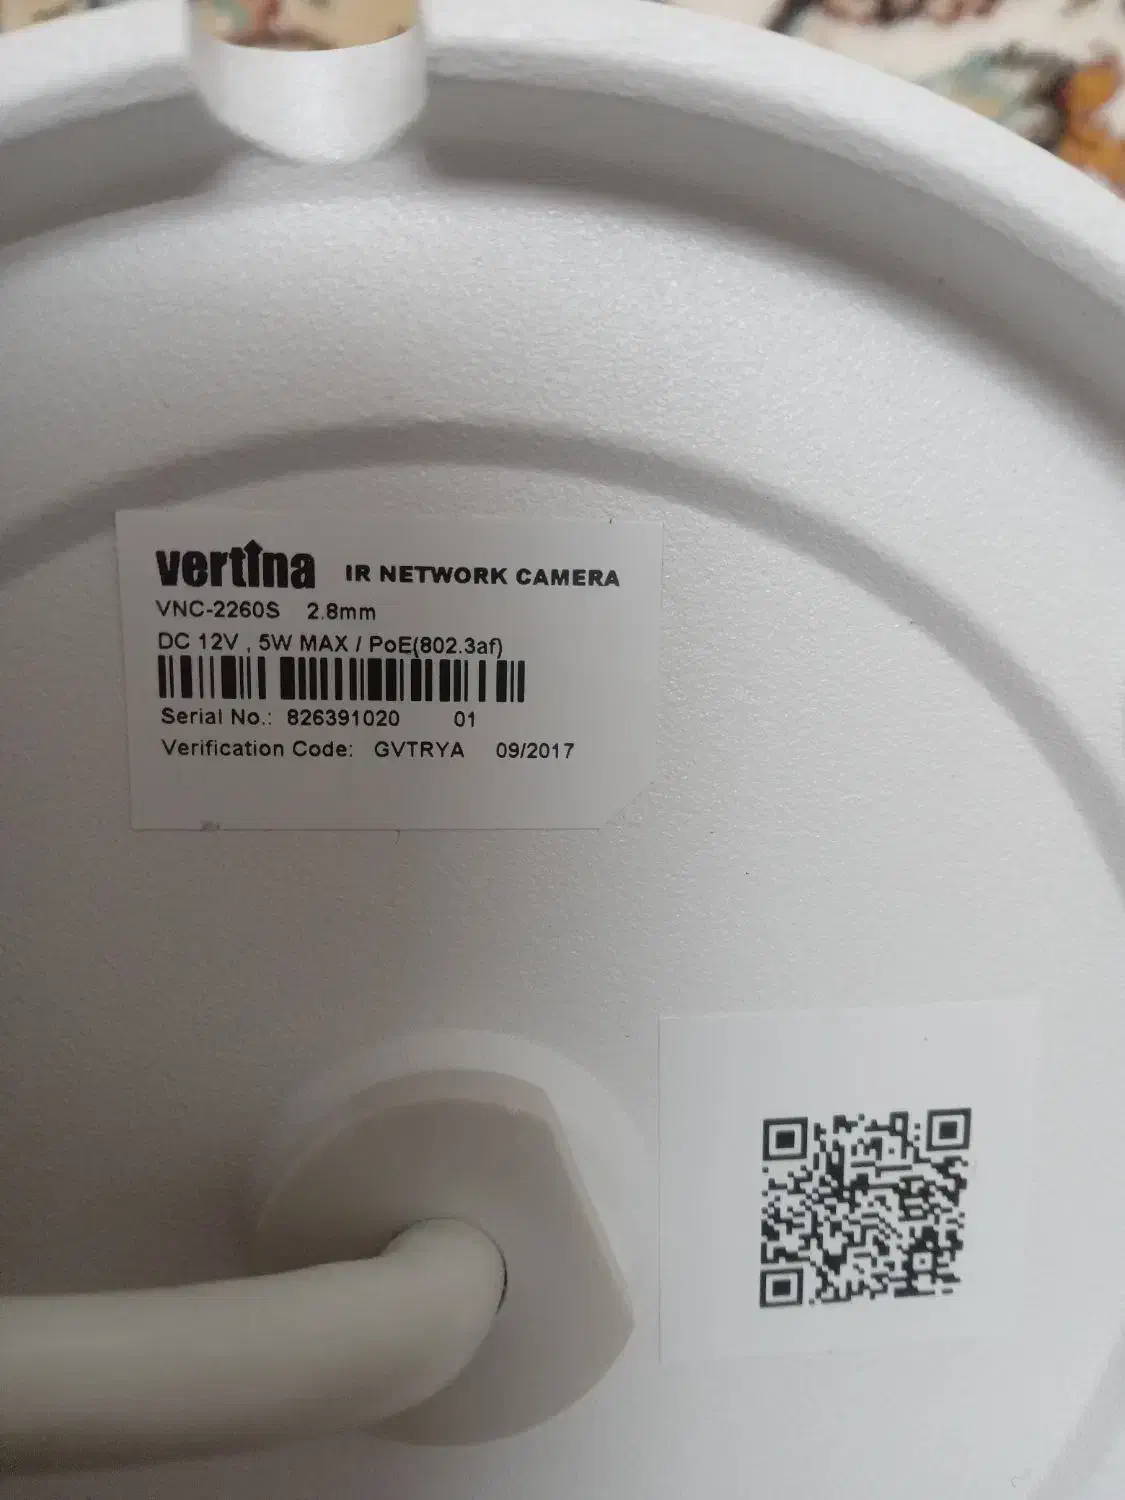 vertina IR NETWORK CAMERA
VNC-2260S 2.8mm
DC 12V , 5W MAX / PoE(802.3af)
Serial No.: 826391020 01
Verification Code: GVTRYA 09/2017